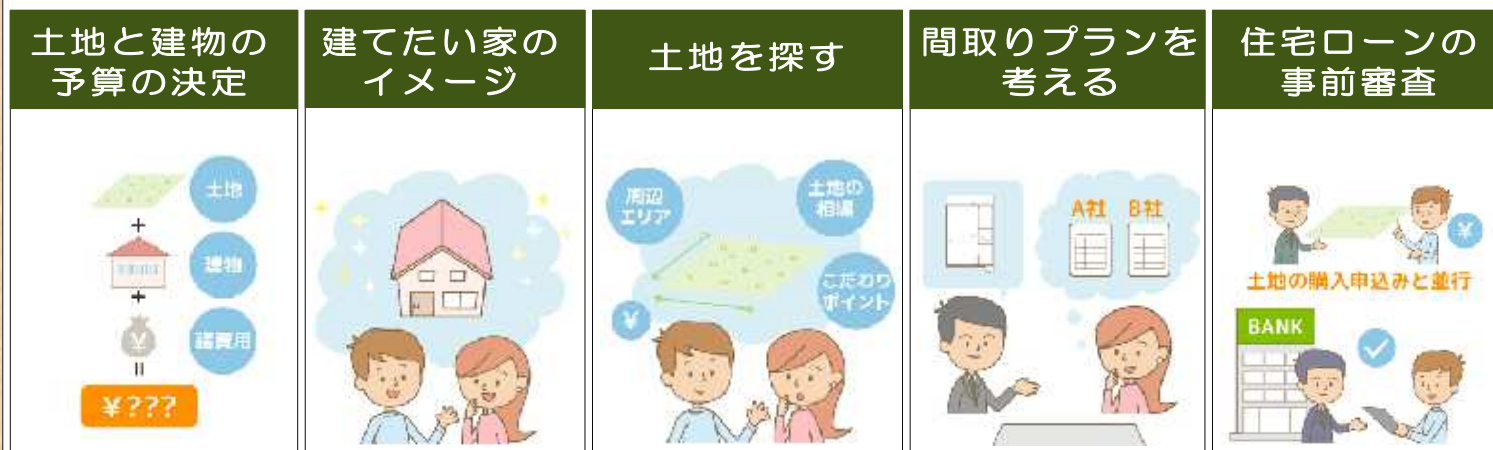 土地と建物の
予算の決定
土地
+
建物
+
諸費用
=
¥???
建てたい家の
イメージ
土地を探す
周辺
エリア
土地の
相場
こだわり
ポイント
¥
間取りプランを
考える
A社 B社
住宅ローンの
事前審査
¥
土地の購入申込みと並行
BANK